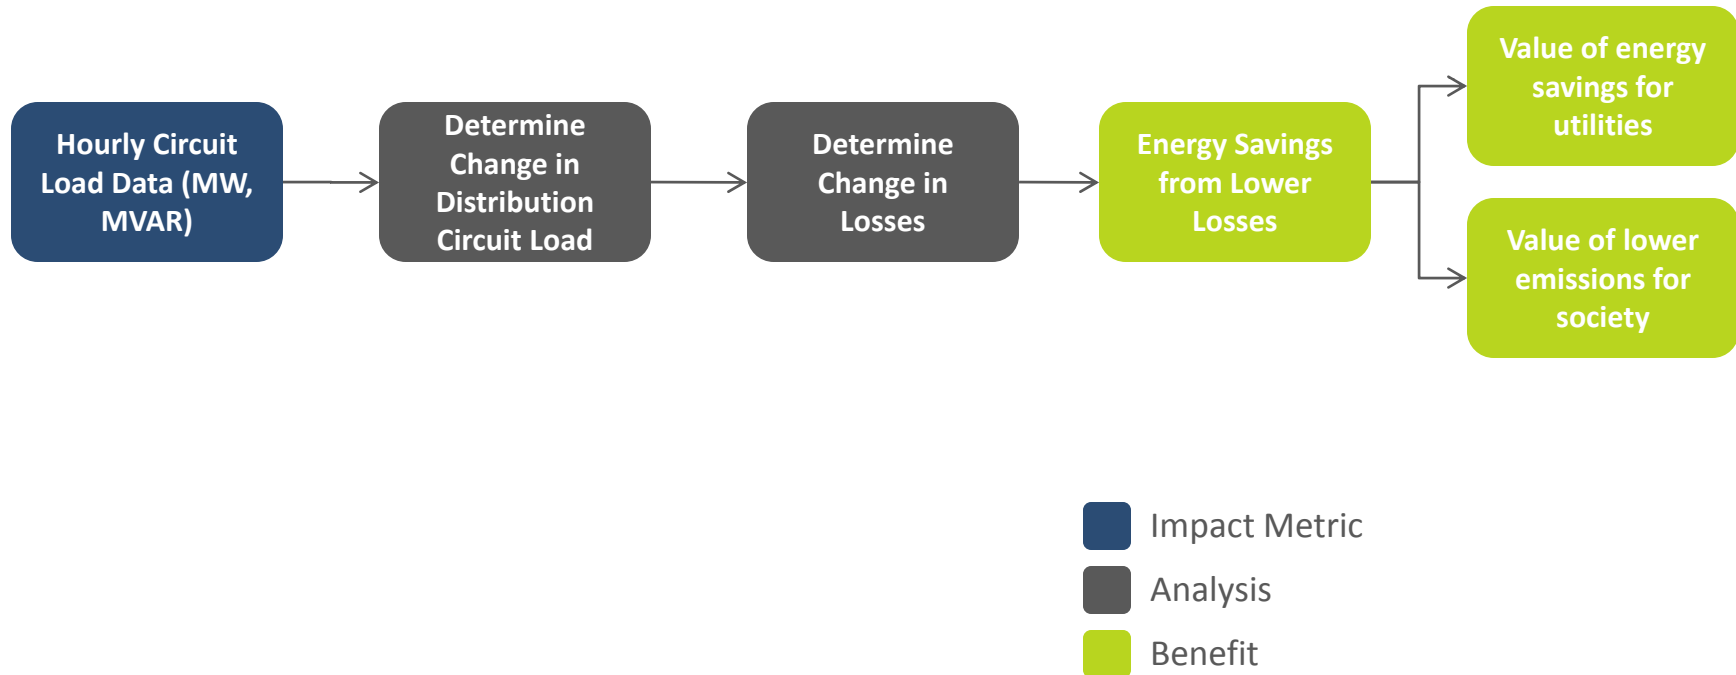 Hourly Circuit
Load Data (MW,
MVAR)
Determine
Change in
Distribution
Circuit Load
Determine
Change in
Losses
Energy Savings
from Lower
Losses
Value of energy
savings for
utilities
Value of lower
emissions for
society
Impact Metric
Analysis
Benefit